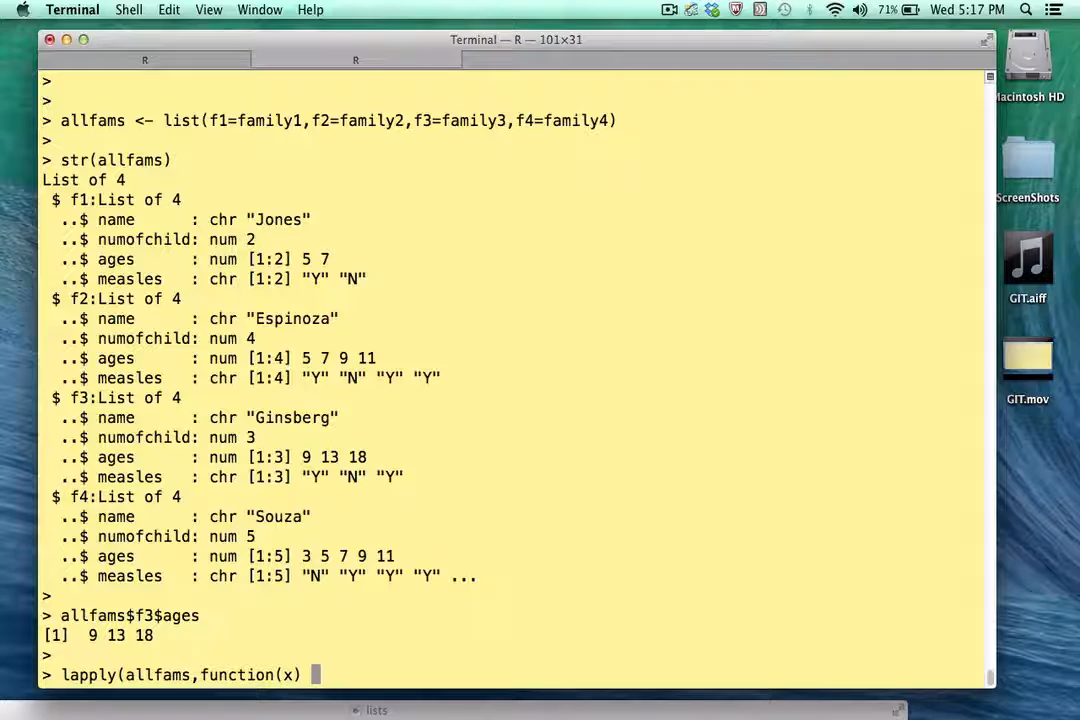 Terminal Shell Edit View Window Help 71% Wed 5:17 PM
Terminal — R — 101×31
R R
>
>
> allfams <- list(f1=family1,f2=family2,f3=family3,f4=family4)
>
> str(allfams)
List of 4
 $ f1:List of 4
  ..$ name      : chr "Jones"
  ..$ numofchild: num 2
  ..$ ages      : num [1:2] 5 7
  ..$ measles   : chr [1:2] "Y" "N"
 $ f2:List of 4
  ..$ name      : chr "Espinoza"
  ..$ numofchild: num 4
  ..$ ages      : num [1:4] 5 7 9 11
  ..$ measles   : chr [1:4] "Y" "N" "Y" "Y"
 $ f3:List of 4
  ..$ name      : chr "Ginsberg"
  ..$ numofchild: num 3
  ..$ ages      : num [1:3] 9 13 18
  ..$ measles   : chr [1:3] "Y" "N" "Y"
 $ f4:List of 4
  ..$ name      : chr "Souza"
  ..$ numofchild: num 5
  ..$ ages      : num [1:5] 3 5 7 9 11
  ..$ measles   : chr [1:5] "N" "Y" "Y" "Y" ...
>
> allfams$f3$ages
[1]  9 13 18
>
> lapply(allfams,function(x)
Macintosh HD
ScreenShots
GIT.aiff
GIT.mov
lists